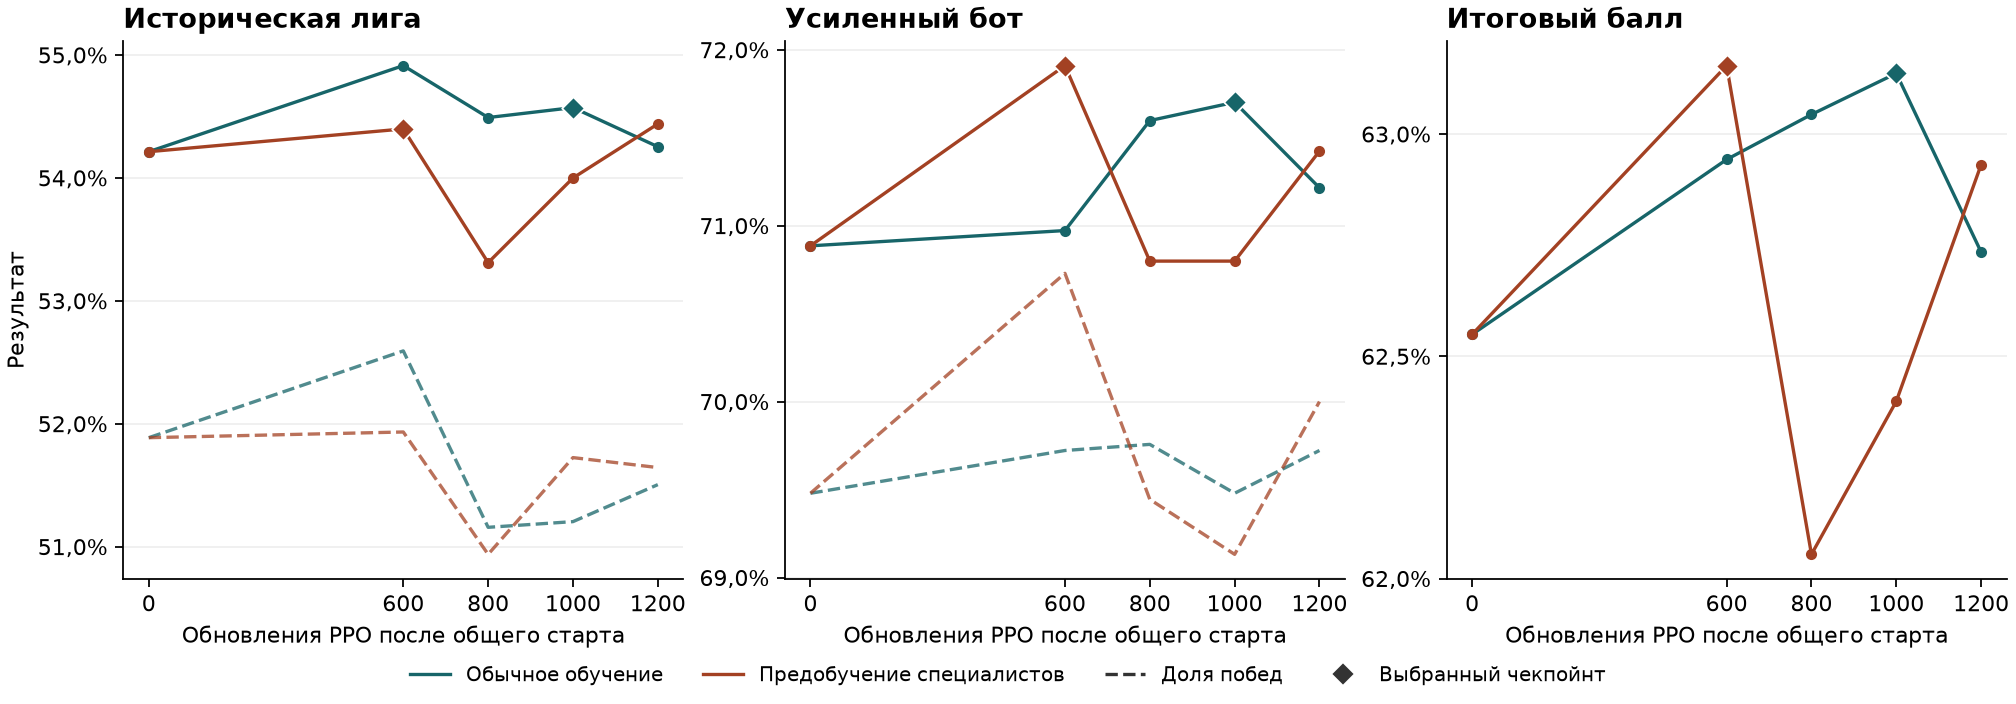 Историческая лига
Усиленный бот
Итоговый балл
Результат
55,0%
54,0%
53,0%
52,0%
51,0%
0
600
800
1000
1200
Обновления PPO после общего старта
72,0%
71,0%
70,0%
69,0%
0
600
800
1000
1200
Обновления PPO после общего старта
63,0%
62,5%
62,0%
0
600
800
1000
1200
Обновления PPO после общего старта
Обычное обучение
Предобучение специалистов
Доля побед
Выбранный чекпойнт